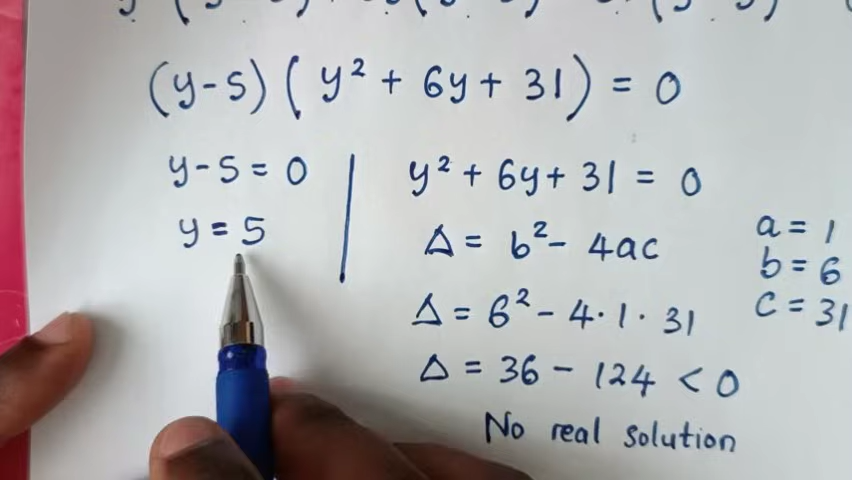 (y-5)(y²+6y+31)=0
y-5=0
y=5
y²+6y+31=0
Δ=b²-4ac
Δ=6²-4·1·31
Δ=36-124<0
No real solution
a=1
b=6
c=31